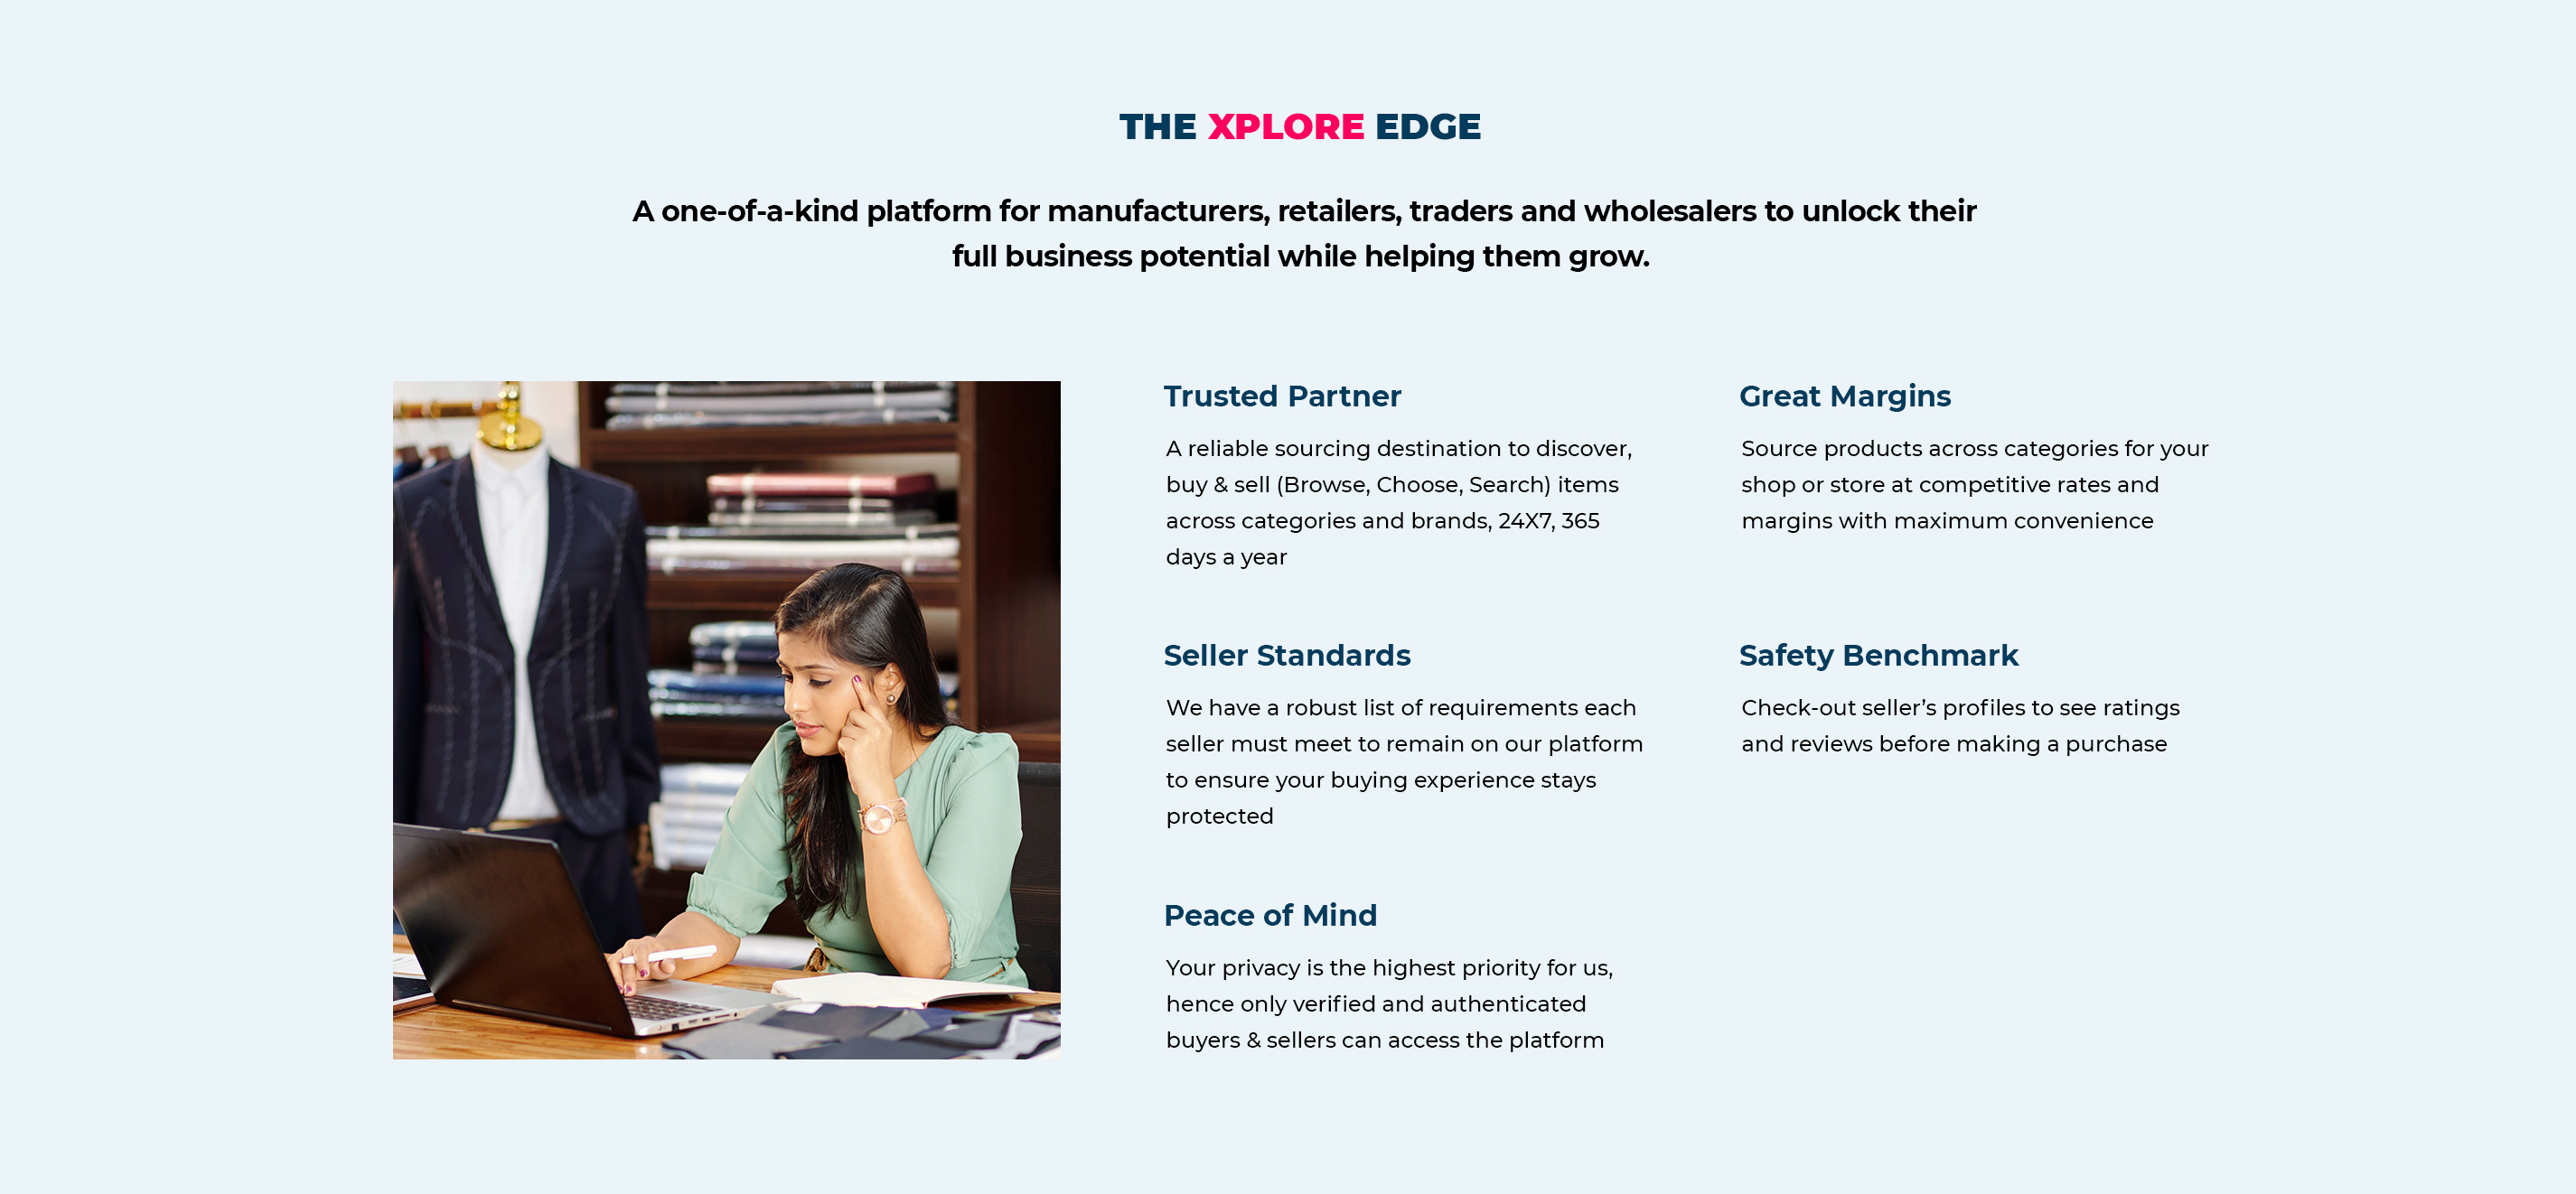 THE XPLORE EDGE
A one-of-a-kind platform for manufacturers, retailers, traders and wholesalers to unlock their
full business potential while helping them grow.
Trusted Partner
A reliable sourcing destination to discover,
buy & sell (Browse, Choose, Search) items
across categories and brands, 24X7, 365
days a year
Great Margins
Source products across categories for your
shop or store at competitive rates and
margins with maximum convenience
Seller Standards
We have a robust list of requirements each
seller must meet to remain on our platform
to ensure your buying experience stays
protected
Safety Benchmark
Check-out seller’s profiles to see ratings
and reviews before making a purchase
Peace of Mind
Your privacy is the highest priority for us,
hence only verified and authenticated
buyers & sellers can access the platform